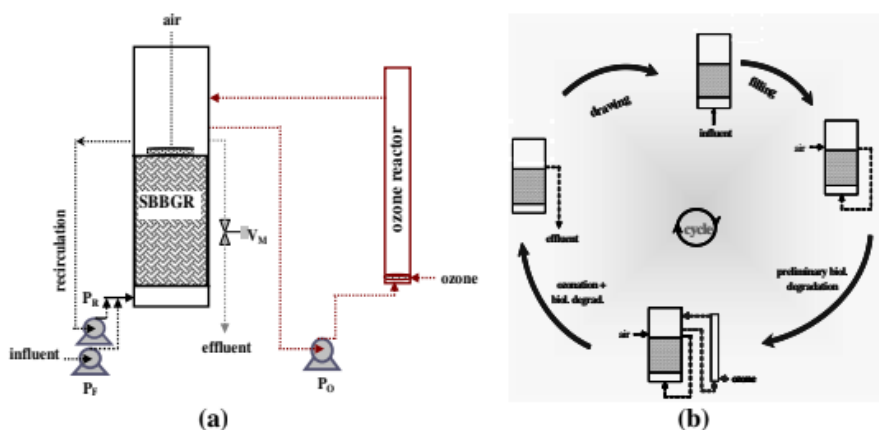 air
SBBGR
recirculation
P_R
influent
P_F
V_M
effluent
P_O
ozone reactor
ozone
(a)
drawing
filling
influent
air
effluent
cycle
preliminary biol.
degradation
ozonation +
biol. degrad.
air
ozone
(b)